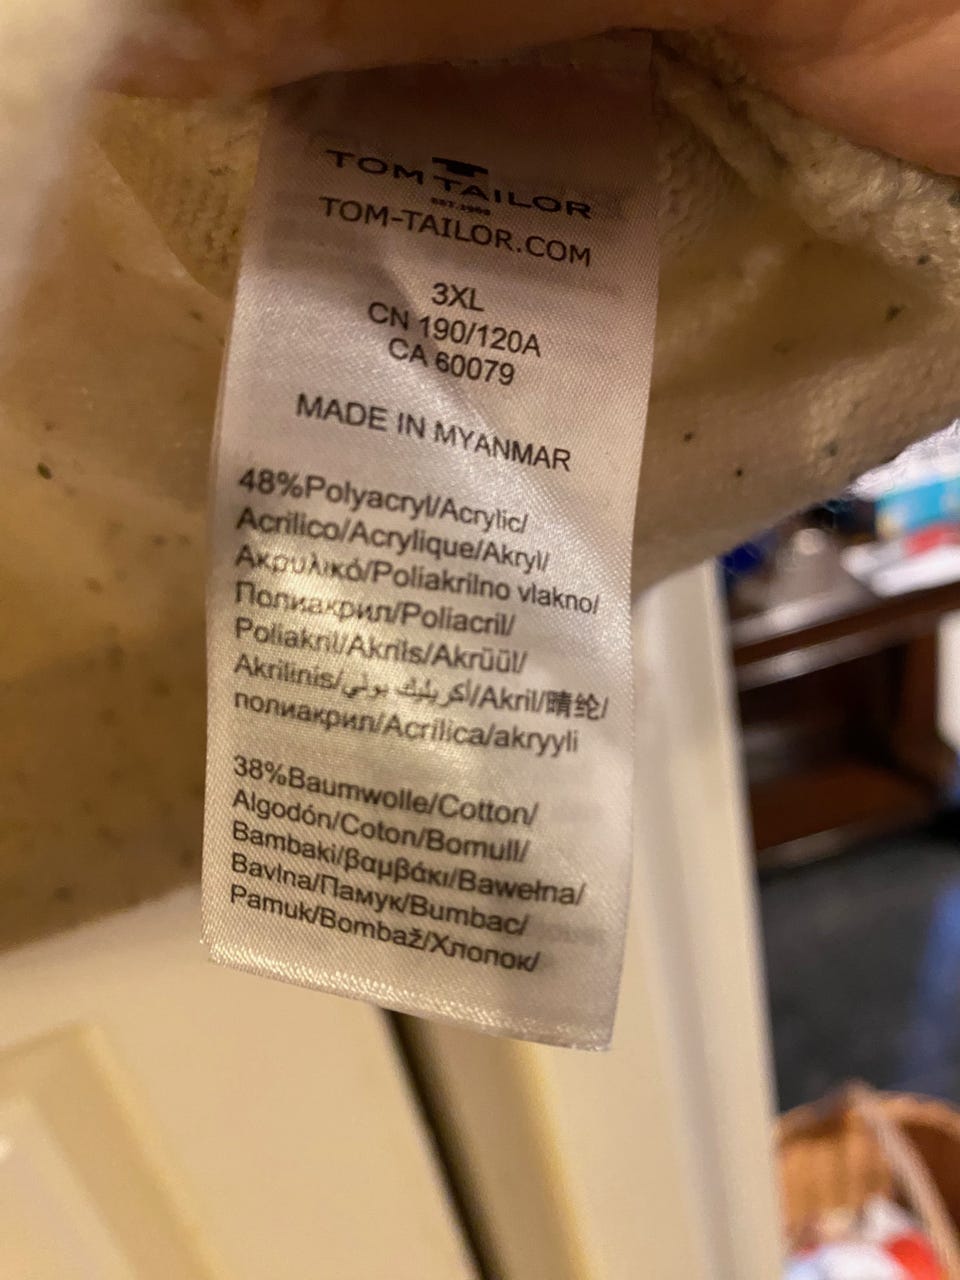 TOM TAILOR
EST. 1962
TOM-TAILOR.COM
3XL
CN 190/120A
CA 60079
MADE IN MYANMAR
48%Polyacryl/Acrylic/
Acrilico/Acrylique/Akryl/
Ακρυλικό/Poliakrilno vlakno/
Полиакрил/Poliacril/
Poliakril/Akrils/Akrüül/
Akrilinis/أكريليك بولي/Akril/腈纶/
полиакрил/Acrílica/akryyli
38%Baumwolle/Cotton/
Algodón/Coton/Bomull/
Bambaki/βαμβάκι/Bawełna/
Bavlna/Памук/Bumbac/
Pamuk/Bombaž/Хлопок/